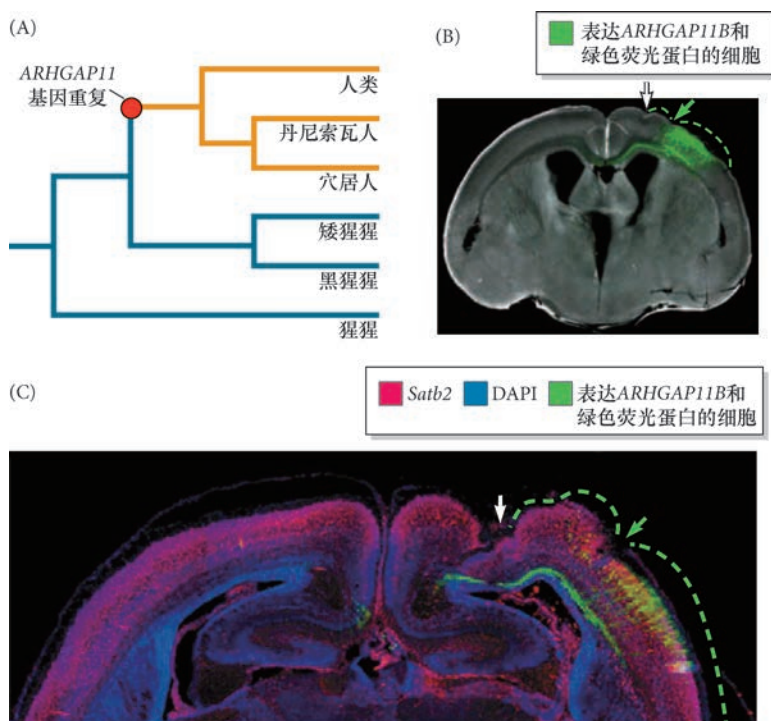 (A)
ARHGAP11
基因重复
人类
丹尼索瓦人
穴居人
矮猩猩
黑猩猩
猩猩
(B)
表达ARHGAP11B和
绿色荧光蛋白的细胞
(C)
Satb2 DAPI 表达ARHGAP11B和
绿色荧光蛋白的细胞